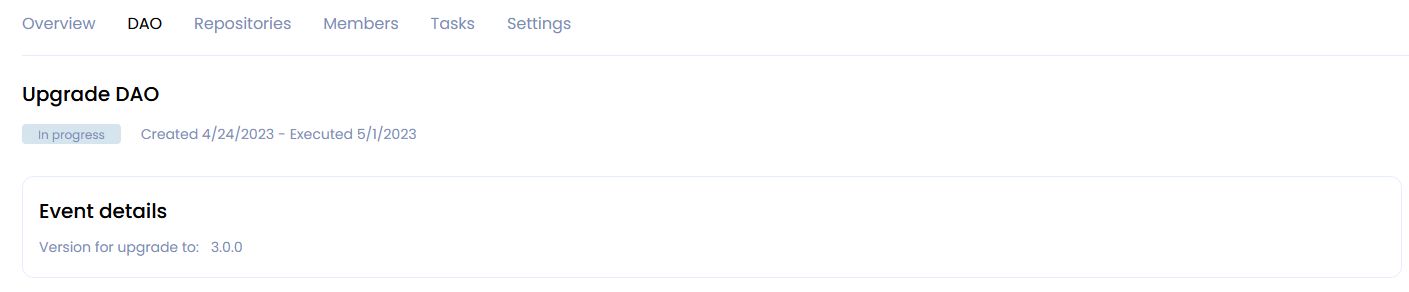 Overview DAO Repositories Members Tasks Settings
Upgrade DAO
In progress Created 4/24/2023 - Executed 5/1/2023
Event details
Version for upgrade to: 3.0.0